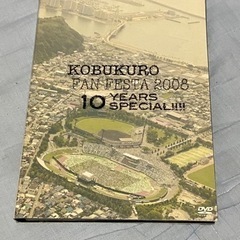 KOBUKURO
FAN FESTA 2008
10 YEARS
SPECIAL!!!!
DVD